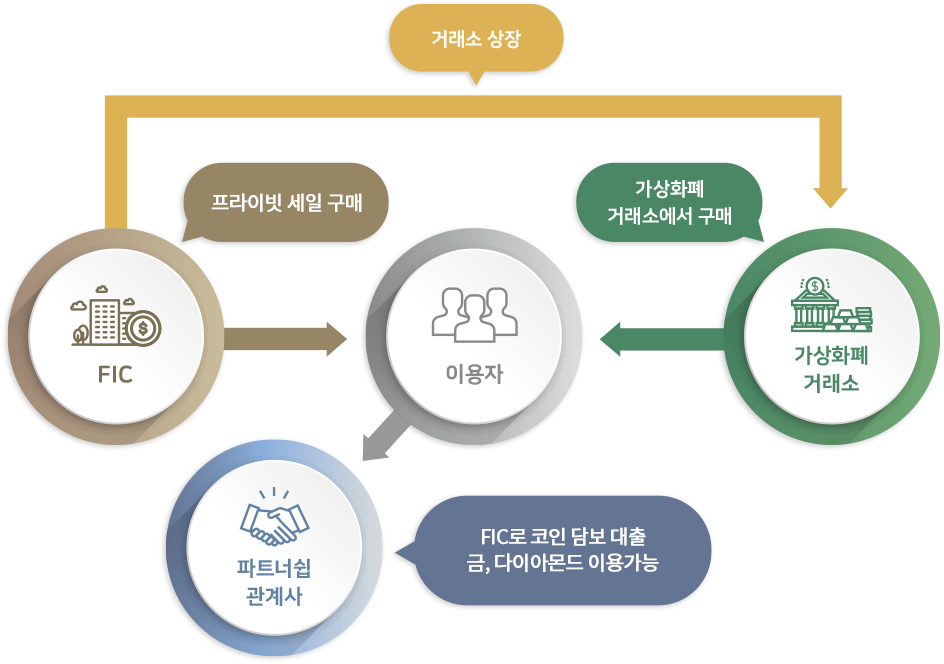 거래소 상장
프라이빗 세일 구매
가상화폐
거래소에서 구매
FIC
이용자
가상화폐
거래소
파트너쉽
관계사
FIC로 코인 담보 대출
금, 다이아몬드 이용가능